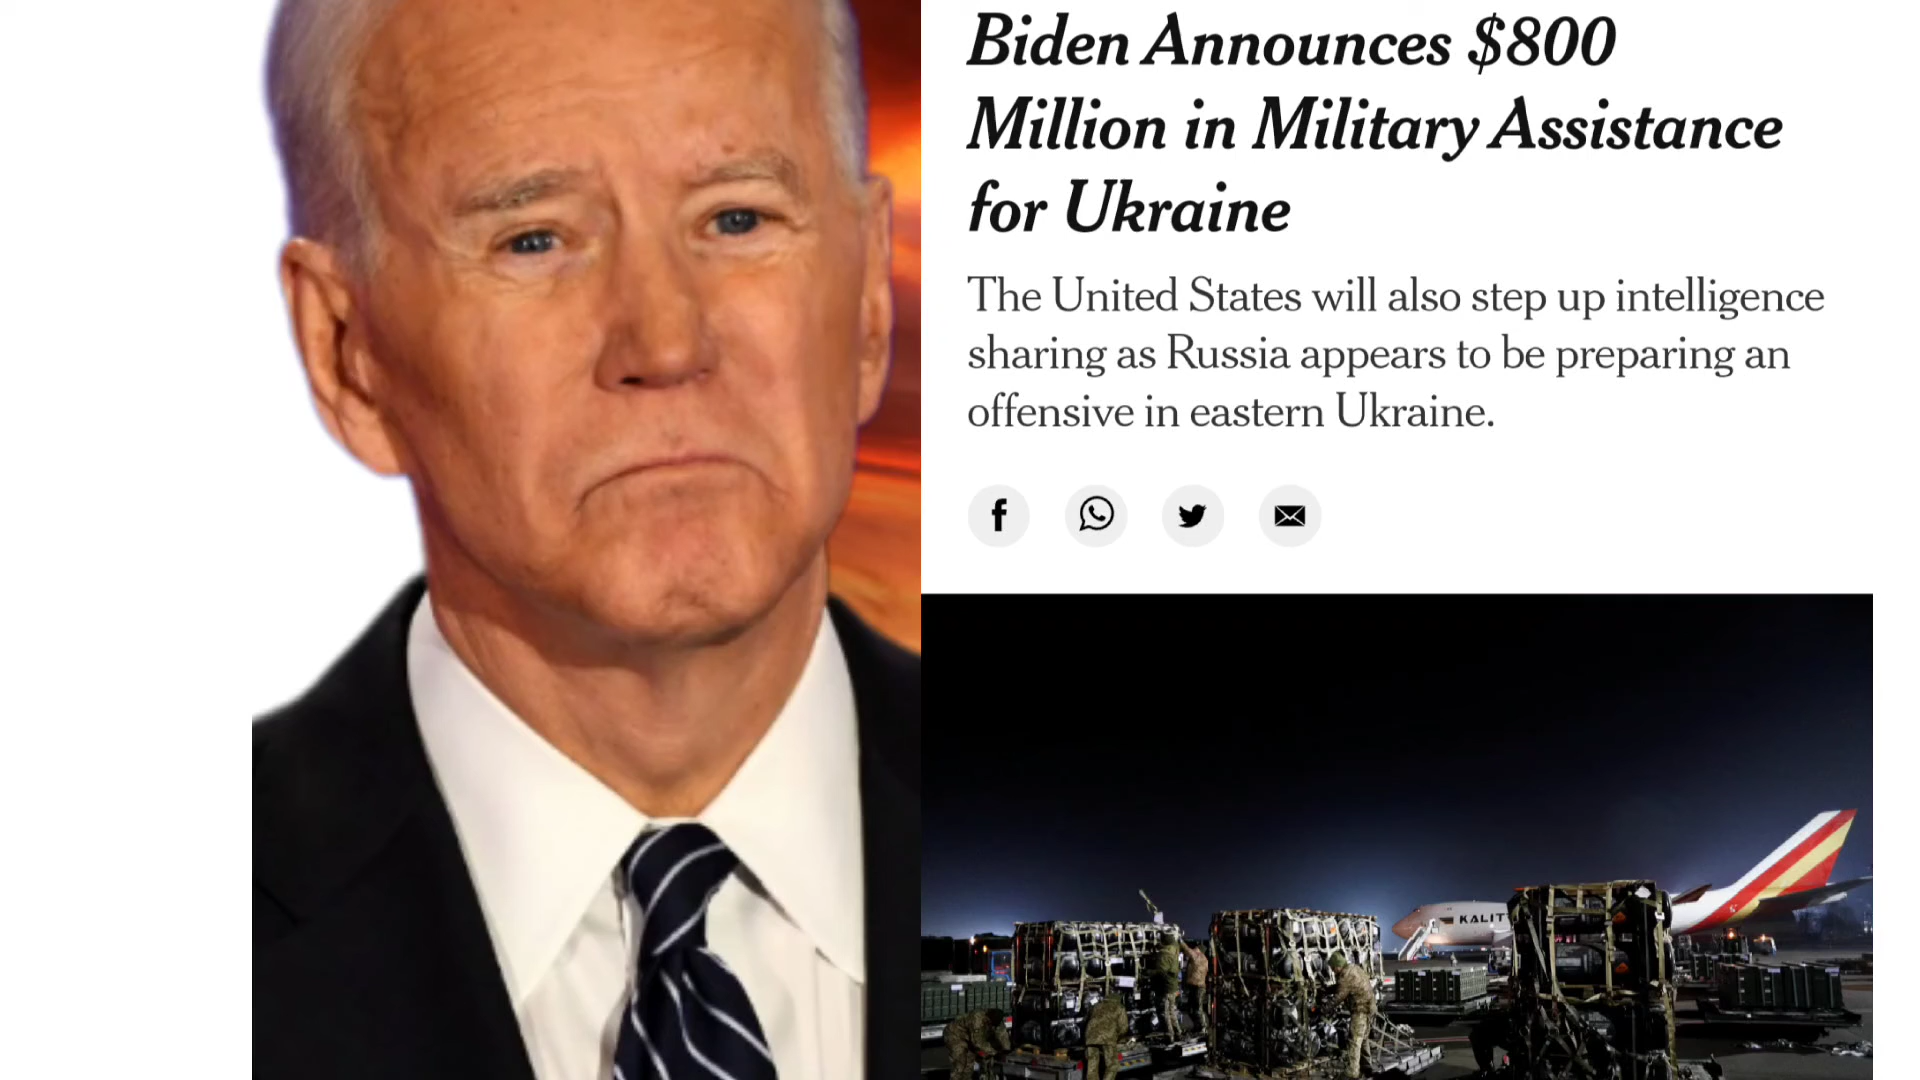 Biden Announces $800
Million in Military Assistance
for Ukraine
The United States will also step up intelligence
sharing as Russia appears to be preparing an
offensive in eastern Ukraine.
KALIT